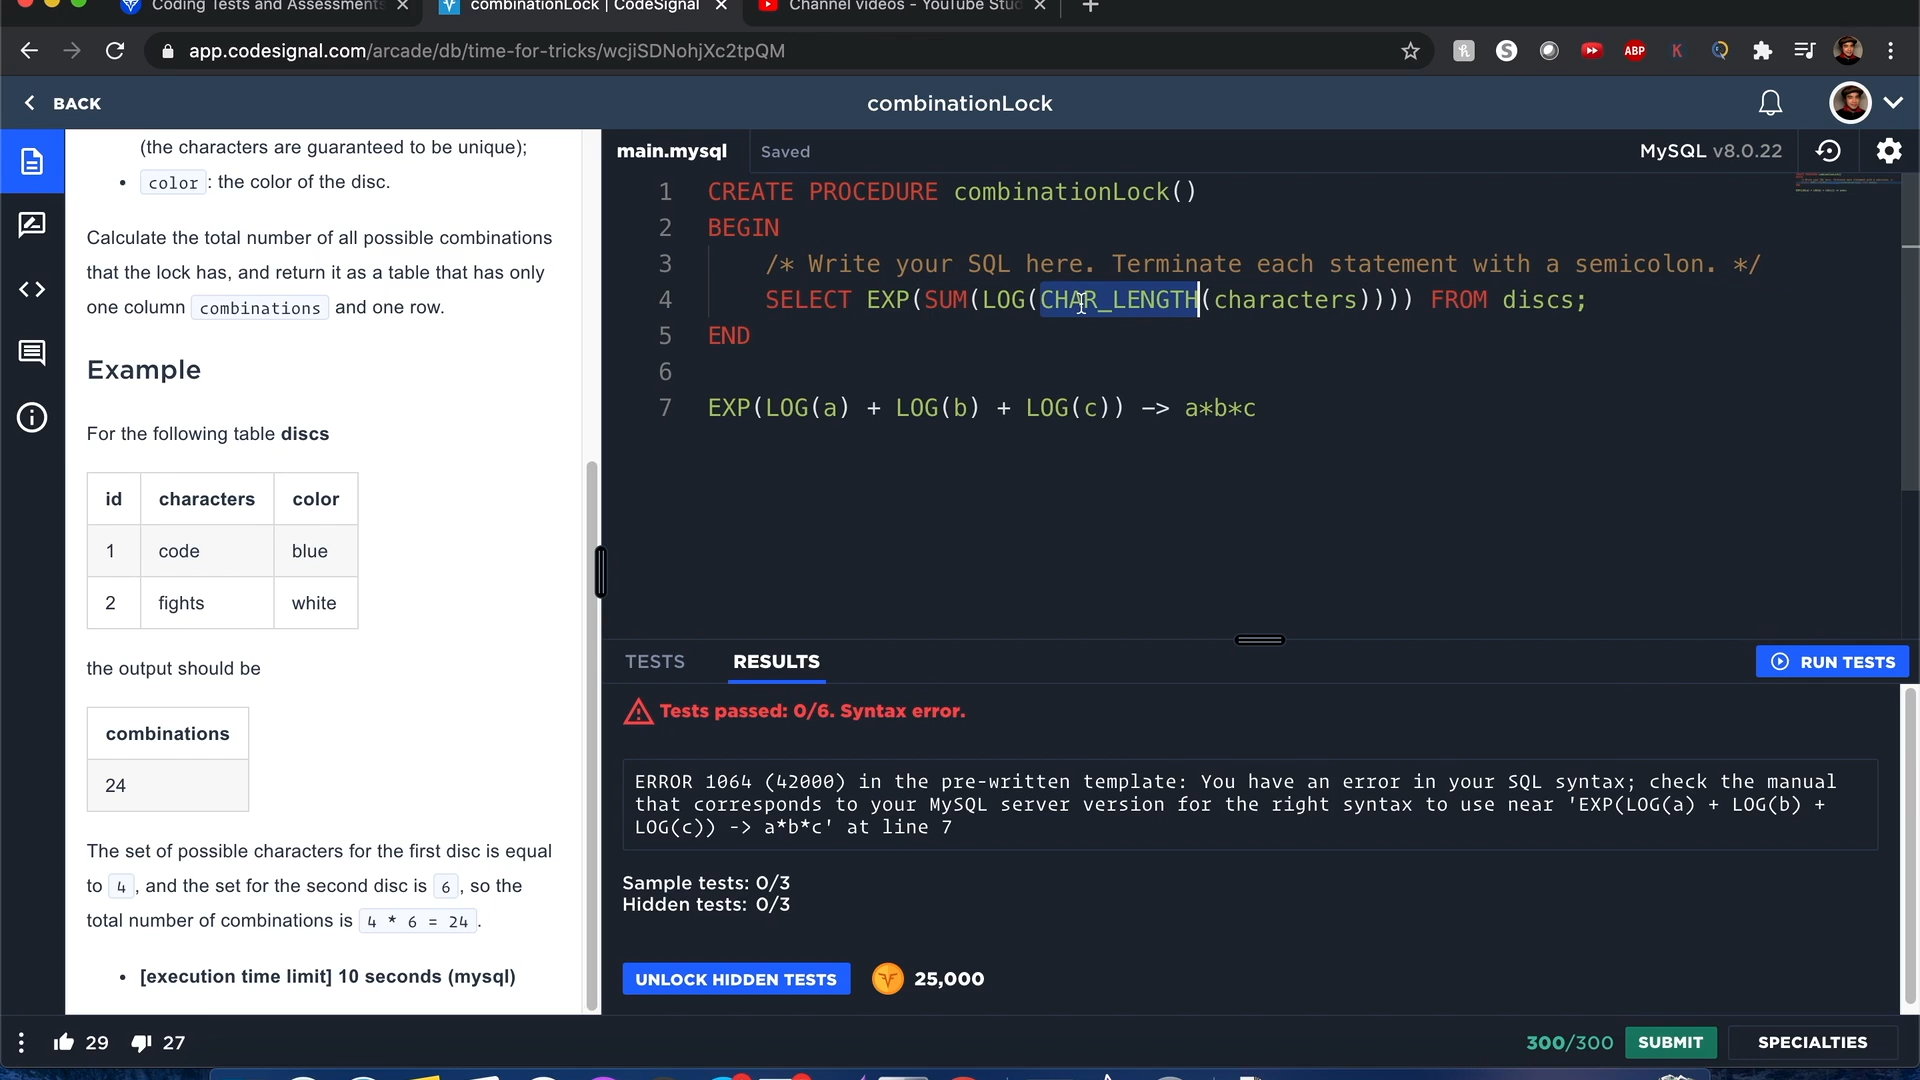 Coding Tests and Assessments
combinationLock | CodeSignal
Channel videos - YouTube Stu
app.codesignal.com/arcade/db/time-for-tricks/wcjiSDNohjXc2tpQM
ABP
BACK
combinationLock
(the characters are guaranteed to be unique);
• color : the color of the disc.
Calculate the total number of all possible combinations
that the lock has, and return it as a table that has only
one column combinations and one row.
Example
For the following table discs
id characters color
1 code blue
2 fights white
the output should be
combinations
24
The set of possible characters for the first disc is equal
to 4 , and the set for the second disc is 6 , so the
total number of combinations is 4 * 6 = 24 .
• [execution time limit] 10 seconds (mysql)
29 27
main.mysql Saved MySQL v8.0.22
1 CREATE PROCEDURE combinationLock()
2 BEGIN
3 /* Write your SQL here. Terminate each statement with a semicolon. */
4 SELECT EXP(SUM(LOG(CHAR_LENGTH(characters)))) FROM discs;
5 END
6
7 EXP(LOG(a) + LOG(b) + LOG(c)) -> a*b*c
TESTS RESULTS RUN TESTS
Tests passed: 0/6. Syntax error.
ERROR 1064 (42000) in the pre-written template: You have an error in your SQL syntax; check the manual
that corresponds to your MySQL server version for the right syntax to use near 'EXP(LOG(a) + LOG(b) +
LOG(c)) -> a*b*c' at line 7
Sample tests: 0/3
Hidden tests: 0/3
UNLOCK HIDDEN TESTS 25,000
300/300 SUBMIT SPECIALTIES